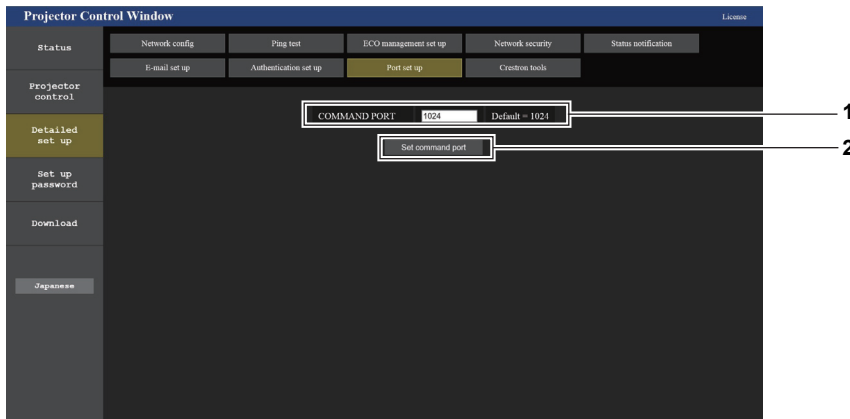 Projector Control Window
License
Status
Network config
Ping test
ECO management set up
Network security
Status notification
E-mail set up
Authentication set up
Port set up
Crestron tools
Projector
control
Detailed
set up
Set up
password
Download
Japanese
COMMAND PORT 1024 Default = 1024
1
Set command port
2